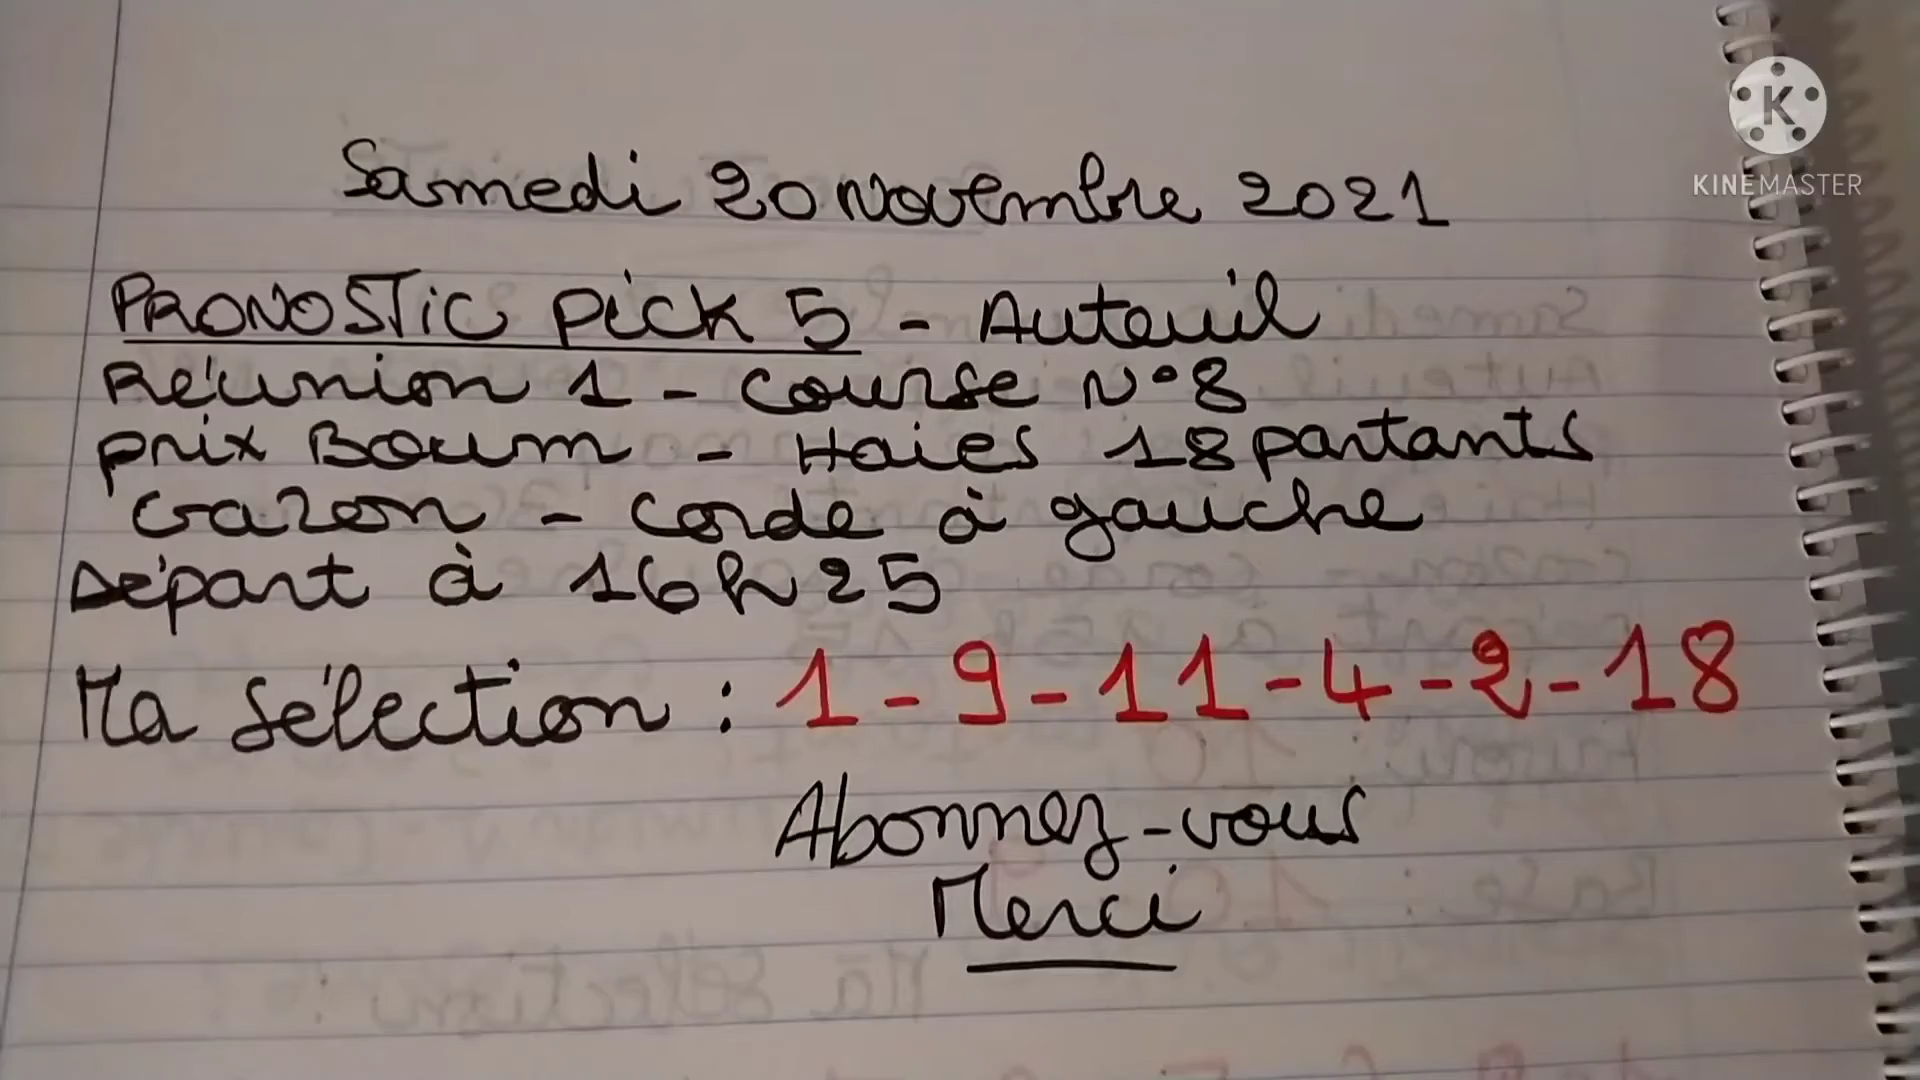 Samedi 20 Novembre 2021
PRONOSTIC PICK 5 - Auteuil
Réunion 1 - Course N°8
prix Boum - Haies 18 partants
Gazon - corde à gauche
Départ à 16h25
Ma sélection : 1 - 9 - 11 - 4 - 2 - 18
Abonnez-vous
Merci
K
KINEMASTER